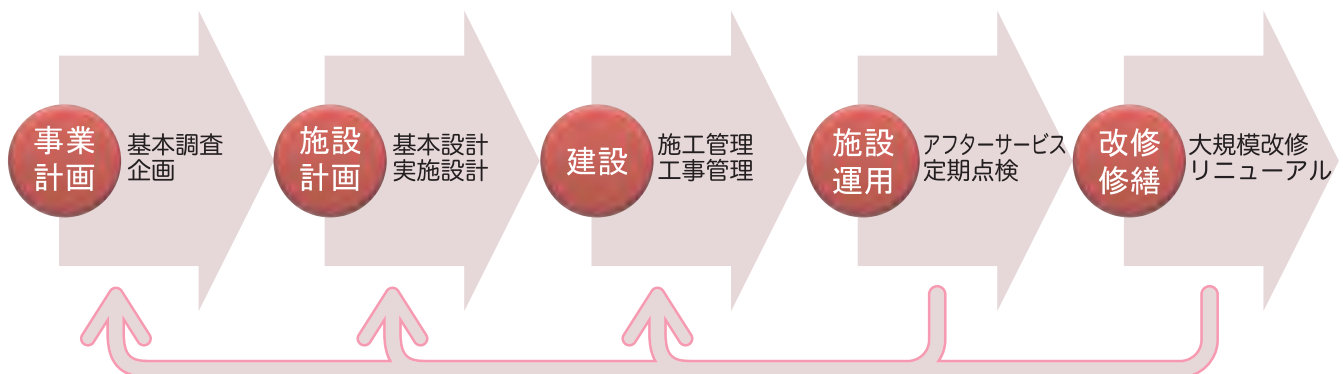 事業
計画
基本調査
企画
施設
計画
基本設計
実施設計
建設
施工管理
工事管理
施設
運用
アフターサービス
定期点検
改修
修繕
大規模改修
リニューアル